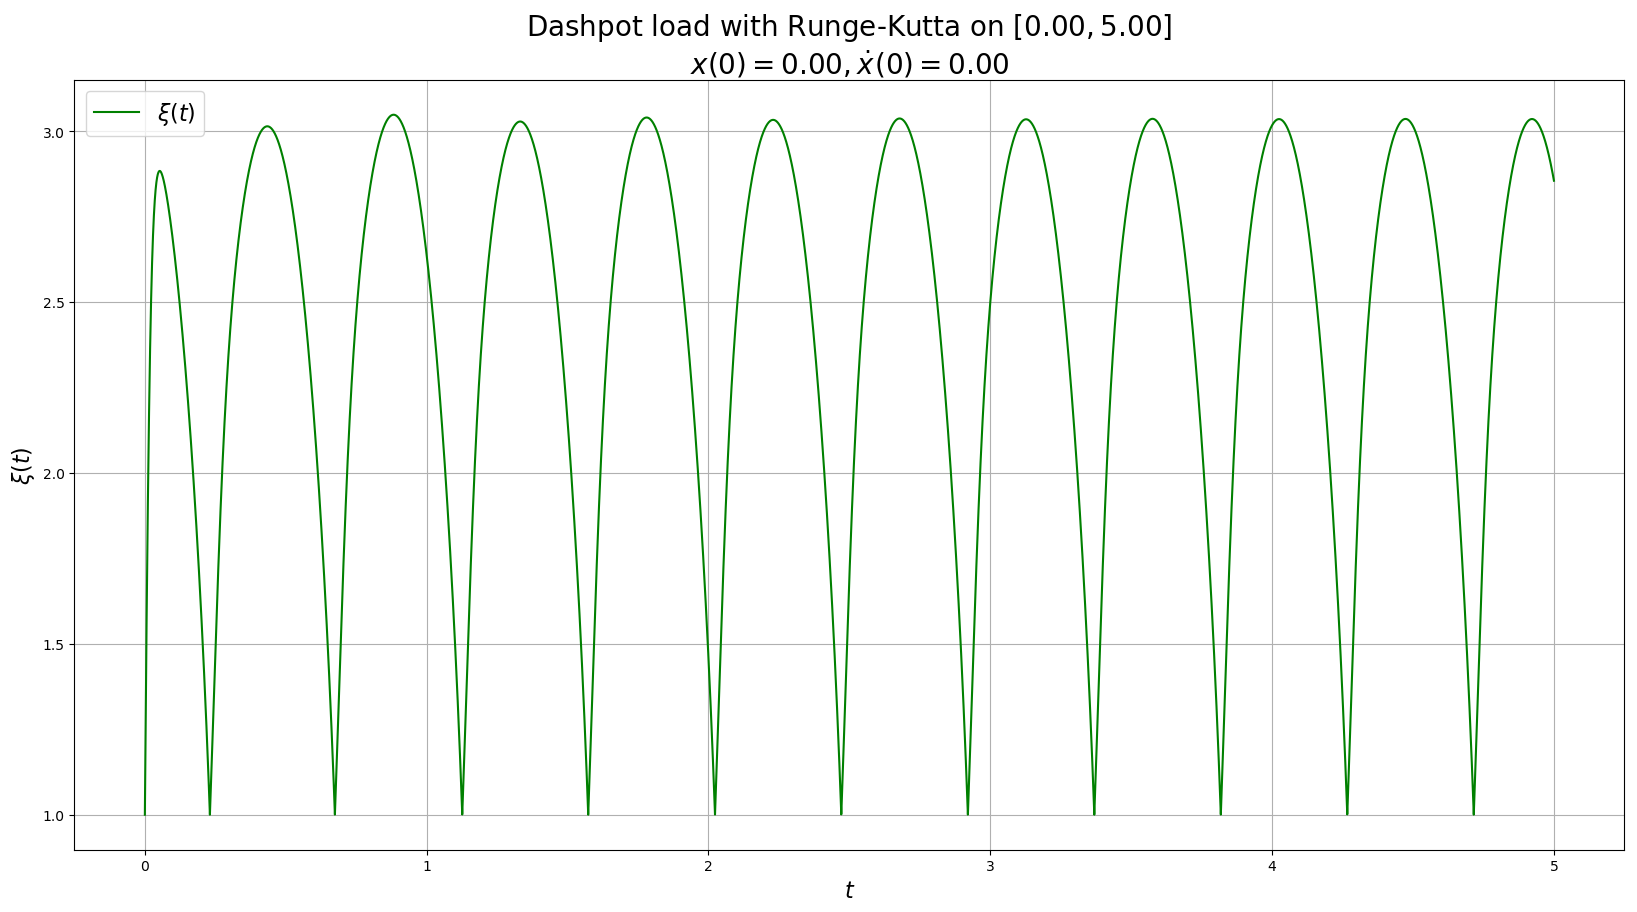 Dashpot load with Runge-Kutta on [0.00, 5.00]
x(0) = 0.00, ẋ(0) = 0.00
ξ(t)
3.0
2.5
2.0
1.5
1.0
ξ(t)
0 1 2 3 4 5
t